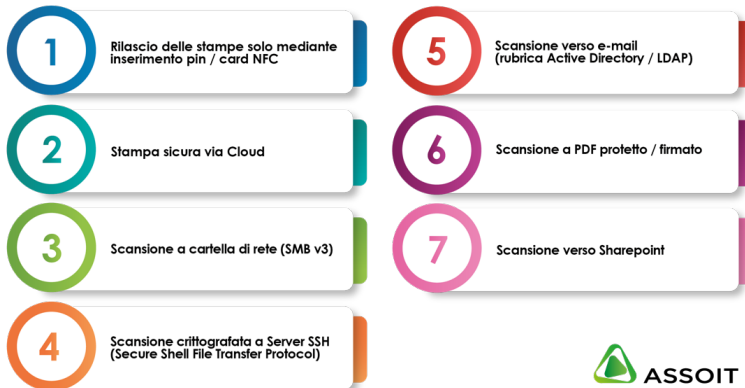 1
Rilascio delle stampe solo mediante
inserimento pin / card NFC
2
Stampa sicura via Cloud
3
Scansione a cartella di rete (SMB v3)
4
Scansione crittografata a Server SSH
(Secure Shell File Transfer Protocol)
5
Scansione verso e-mail
(rubrica Active Directory / LDAP)
6
Scansione a PDF protetto / firmato
7
Scansione verso Sharepoint
ASSOIT